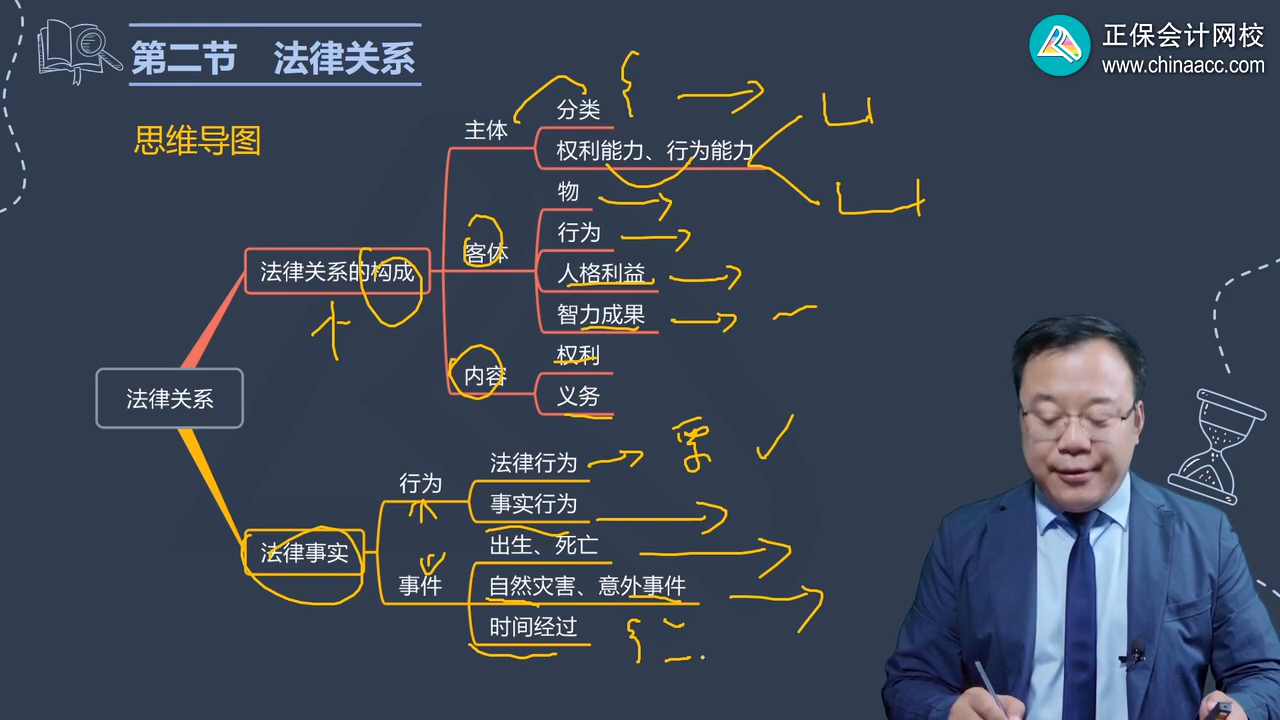 第二节 法律关系
正保会计网校
www.chinaacc.com
思维导图
法律关系
法律关系的构成
主体
分类
权利能力、行为能力
客体
物
行为
人格利益
智力成果
内容
权利
义务
法律事实
行为
法律行为
事实行为
事件
出生、死亡
自然灾害、意外事件
时间经过